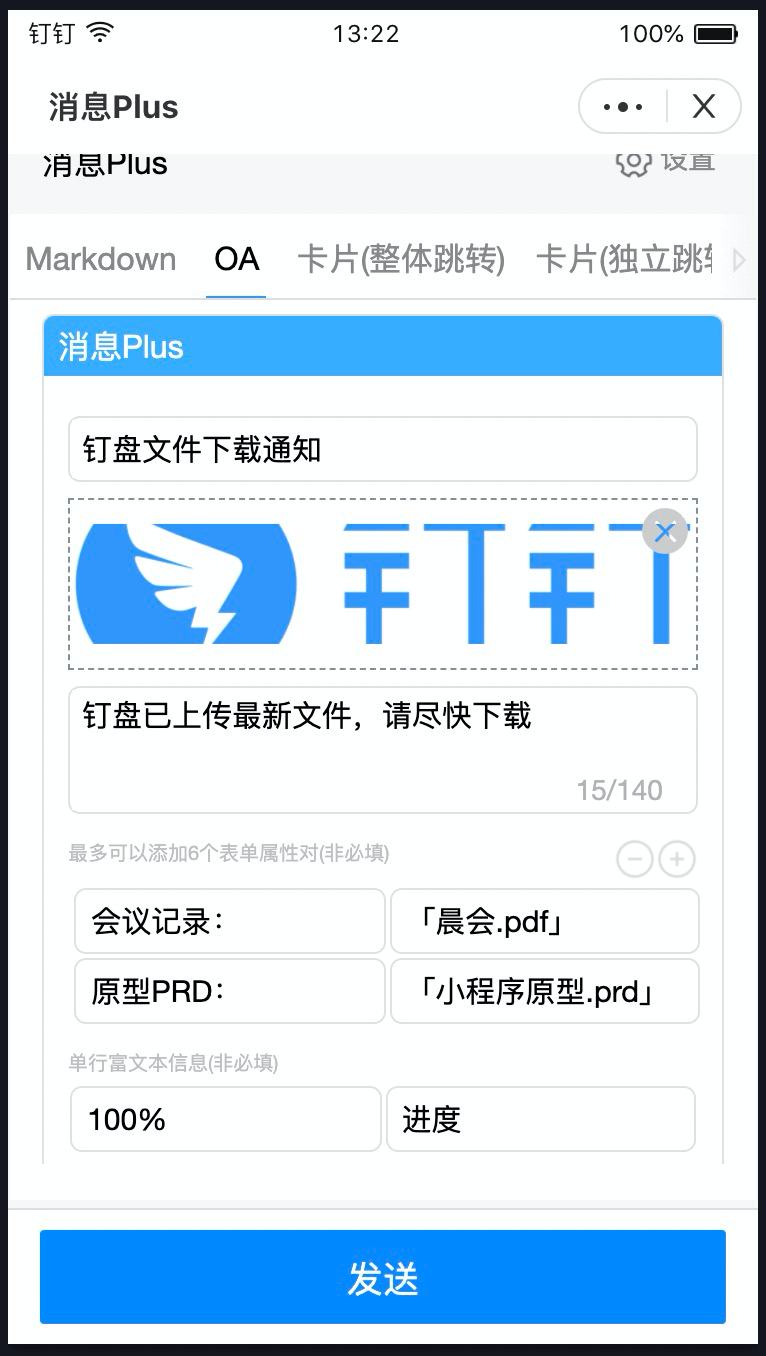 钉钉 13:22 100%
消息Plus
消息Plus 设置
Markdown OA 卡片(整体跳转) 卡片(独立跳转
消息Plus
钉盘文件下载通知
钉钉
钉盘已上传最新文件，请尽快下载
15/140
最多可以添加6个表单属性对(非必填)
会议记录： 「晨会.pdf」
原型PRD： 「小程序原型.prd」
单行富文本信息(非必填)
100% 进度
发送